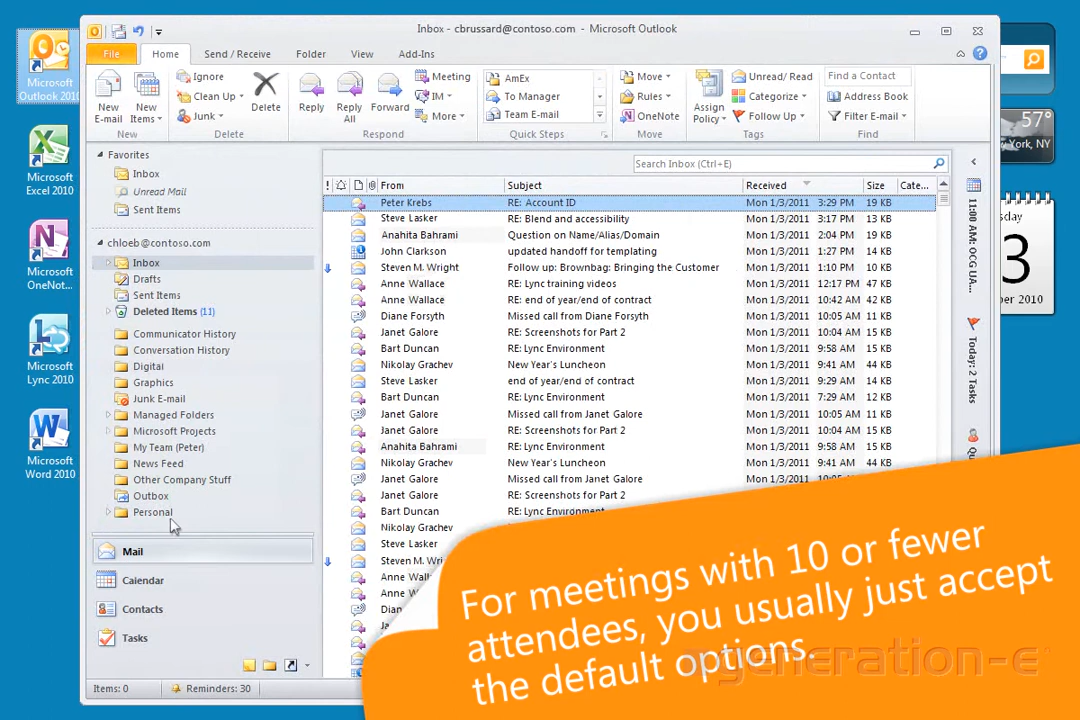 Inbox - cbrussard@contoso.com - Microsoft Outlook
File Home Send / Receive Folder View Add-Ins
New E-mail
New Items
New
Ignore
Clean Up
Junk
Delete
Delete
Reply
Reply All
Forward
Meeting
IM
More
Respond
AmEx
To Manager
Team E-mail
Quick Steps
Move
Rules
OneNote
Move
Assign Policy
Unread / Read
Categorize
Follow Up
Tags
Find a Contact
Address Book
Filter E-mail
Find
Microsoft Outlook 2010
Microsoft Excel 2010
Microsoft OneNot...
Microsoft Lync 2010
Microsoft Word 2010
Favorites
Inbox
Unread Mail
Sent Items
chloeb@contoso.com
Inbox
Drafts
Sent Items
Deleted Items (11)
Communicator History
Conversation History
Digital
Graphics
Junk E-mail
Managed Folders
Microsoft Projects
My Team (Peter)
News Feed
Other Company Stuff
Outbox
Personal
Mail
Calendar
Contacts
Tasks
Items: 0 Reminders: 30
Search Inbox (Ctrl+E)
From Subject Received Size Cate...
Peter Krebs RE: Account ID Mon 1/3/2011 3:29 PM 19 KB
Steve Lasker RE: Blend and accessibility Mon 1/3/2011 3:17 PM 13 KB
Anahita Bahrami Question on Name/Alias/Domain Mon 1/3/2011 2:04 PM 19 KB
John Clarkson updated handoff for templating Mon 1/3/2011 1:27 PM 14 KB
Steven M. Wright Follow up: Brownbag: Bringing the Customer Mon 1/3/2011 1:10 PM 10 KB
Anne Wallace RE: Lync training videos Mon 1/3/2011 12:17 PM 47 KB
Anne Wallace RE: end of year/end of contract Mon 1/3/2011 10:42 AM 42 KB
Diane Forsyth Missed call from Diane Forsyth Mon 1/3/2011 10:05 AM 11 KB
Janet Galore RE: Screenshots for Part 2 Mon 1/3/2011 10:04 AM 15 KB
Bart Duncan RE: Lync Environment Mon 1/3/2011 9:58 AM 15 KB
Nikolay Grachev New Year's Luncheon Mon 1/3/2011 9:41 AM 44 KB
Steve Lasker end of year/end of contract Mon 1/3/2011 9:29 AM 14 KB
Bart Duncan RE: Lync Environment Mon 1/3/2011 7:29 AM 12 KB
Janet Galore Missed call from Janet Galore Mon 1/3/2011 10:05 AM 11 KB
Janet Galore RE: Screenshots for Part 2 Mon 1/3/2011 10:04 AM 15 KB
Anahita Bahrami RE: Lync Environment Mon 1/3/2011 9:58 AM 15 KB
Nikolay Grachev New Year's Luncheon Mon 1/3/2011 9:41 AM 44 KB
Janet Galore Missed call from Janet Galore Mon 1/3/2011
Janet Galore RE: Screenshots for Part 2
Bart Duncan RE: Lync Environment
Nikolay Grachev
Steve Lasker
Steven M. Wri
Anne Wall
Anne W
Dian
11:00 AM: OCG UA...
Today: 2 Tasks
57°
York, NY
sday
3
ber 2010
For meetings with 10 or fewer
attendees, you usually just accept
the default options.
generation-e